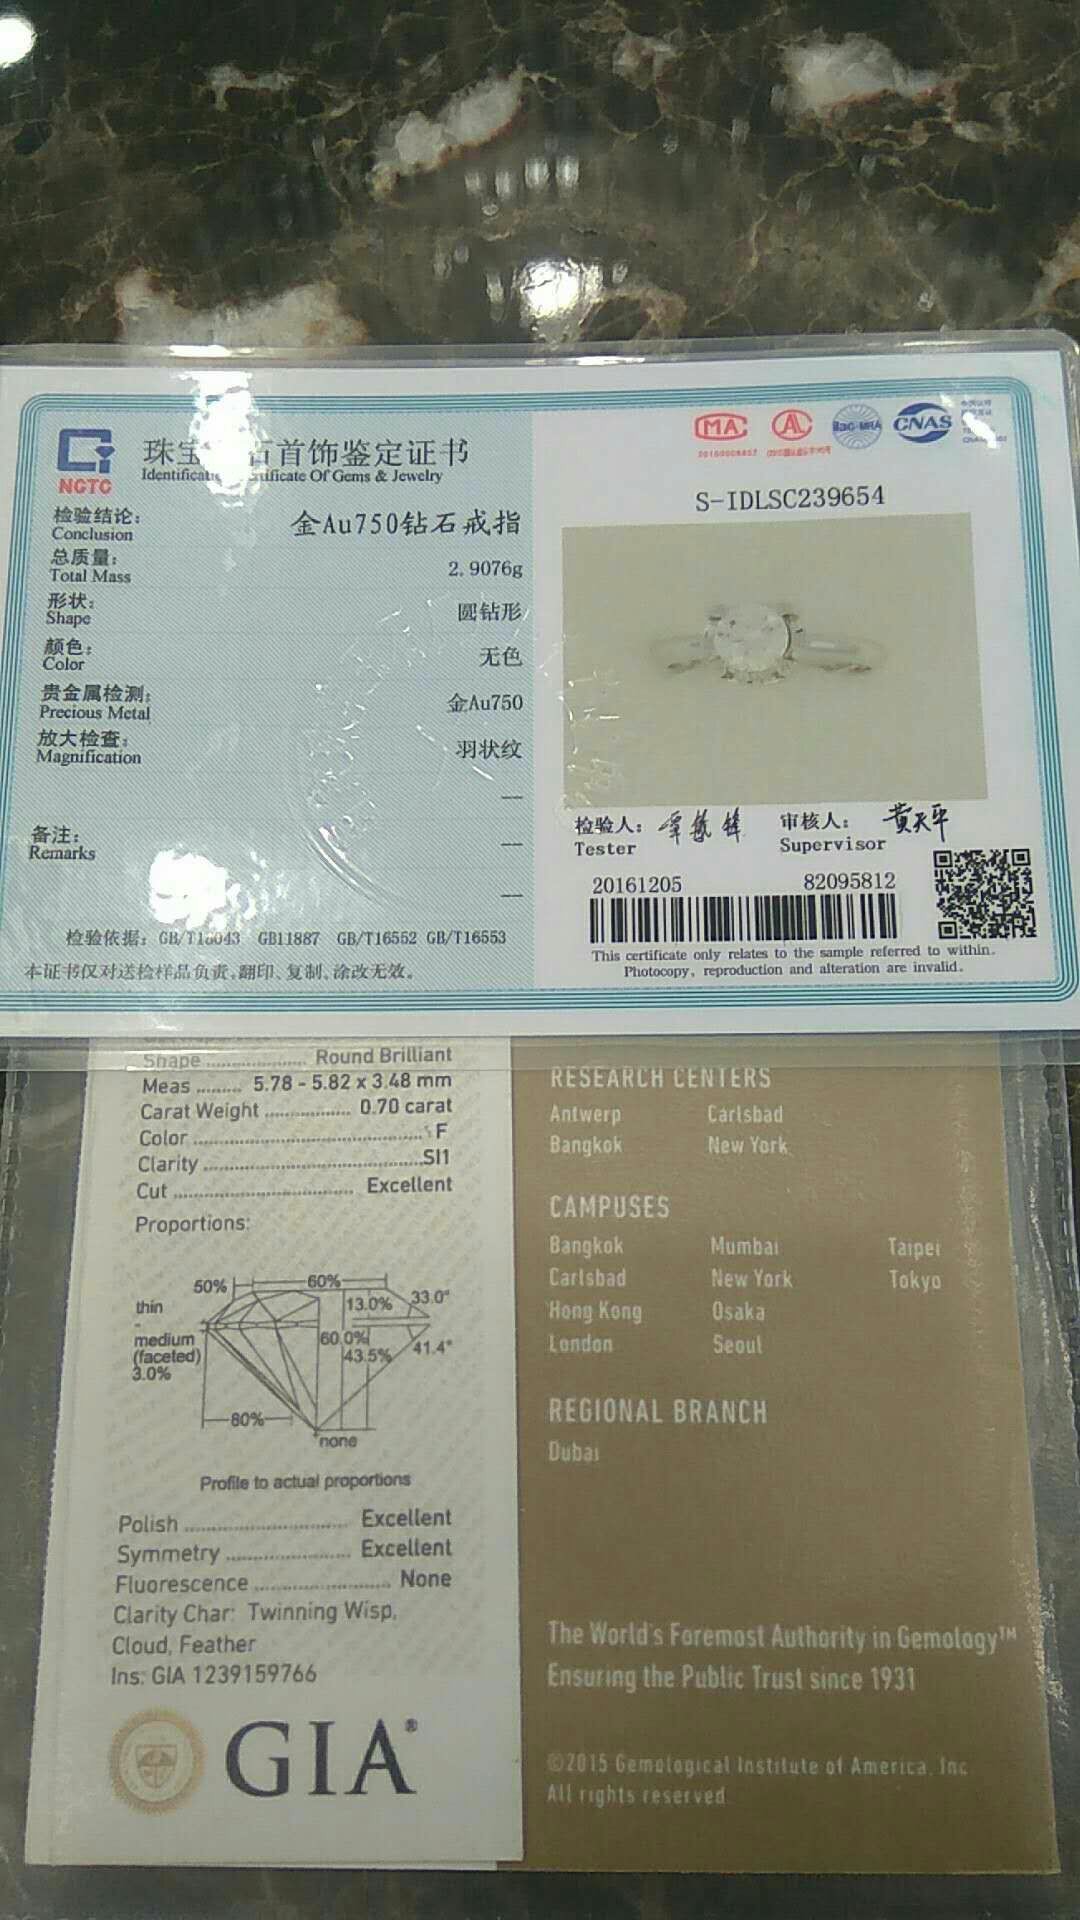 NGTC
珠宝 石首饰鉴定证书
Of Gems & Jewelry
MA
AL
ilac-MRA
CNAS
S-IDLSC239654
检验结论:
Conclusion
金Au750钻石戒指
总质量:
Total Mass
2.9076g
形状:
Shape
圆钻形
颜色:
Color
无色
贵金属检测:
Precious Metal
金Au750
放大检查:
Magnification
羽状纹
—
备注:
Remarks
—
—
检验依据: GB/T16043 GB11887 GB/T16552 GB/T16553
本证书仅对送检样品负责,翻印、复制、涂改无效。
检验人:
Tester
审核人: 黄天平
Supervisor
20161205 82095812
This certificate only relates to the sample referred to within.
Photocopy, reproduction and alteration are invalid.
Shape .................. Round Brilliant
Meas ......... 5.78 - 5.82 x 3.48 mm
Carat Weight ................. 0.70 carat
Color ............................................. F
Clarity ......................................... SI1
Cut .................................... Excellent
Proportions:
50% 60%
13.0% 33.0°
thin
-
medium
(faceted)
3.0%
60.0%
43.5% 41.4°
80%
none
Profile to actual proportions
Polish ................................ Excellent
Symmetry ........................ Excellent
Fluorescence ........................... None
Clarity Char: Twinning Wisp,
Cloud, Feather
Ins: GIA 1239159766
GIA®
RESEARCH CENTERS
Antwerp Carlsbad
Bangkok New York
CAMPUSES
Bangkok Mumbai Taipei
Carlsbad New York Tokyo
Hong Kong Osaka
London Seoul
REGIONAL BRANCH
Dubai
The World's Foremost Authority in Gemology™
Ensuring the Public Trust since 1931
©2015 Gemological Institute of America, Inc
All rights reserved.